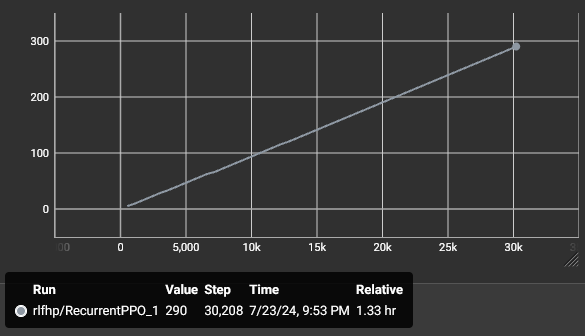 300
200
100
0
0 5,000 10k 15k 20k 25k 30k
Run Value Step Time Relative
rlfhp/RecurrentPPO_1 290 30,208 7/23/24, 9:53 PM 1.33 hr